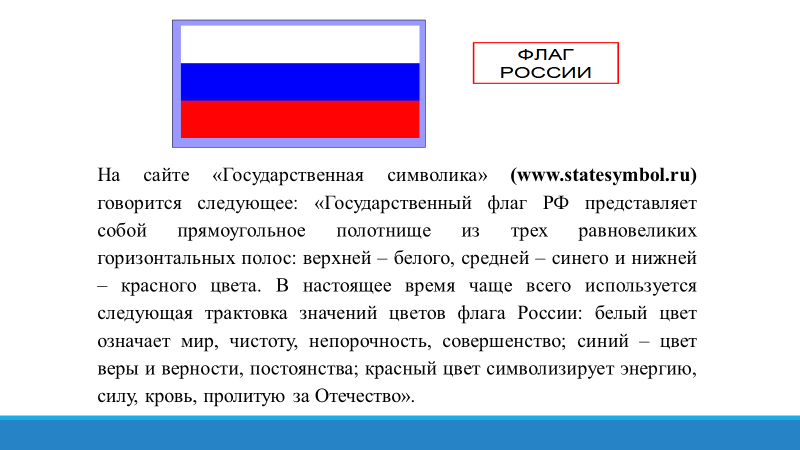 ФЛАГ
РОССИИ
На сайте «Государственная символика» (www.statesymbol.ru)
говорится следующее: «Государственный флаг РФ представляет
собой прямоугольное полотнище из трех равновеликих
горизонтальных полос: верхней – белого, средней – синего и нижней
– красного цвета. В настоящее время чаще всего используется
следующая трактовка значений цветов флага России: белый цвет
означает мир, чистоту, непорочность, совершенство; синий – цвет
веры и верности, постоянства; красный цвет символизирует энергию,
силу, кровь, пролитую за Отечество».